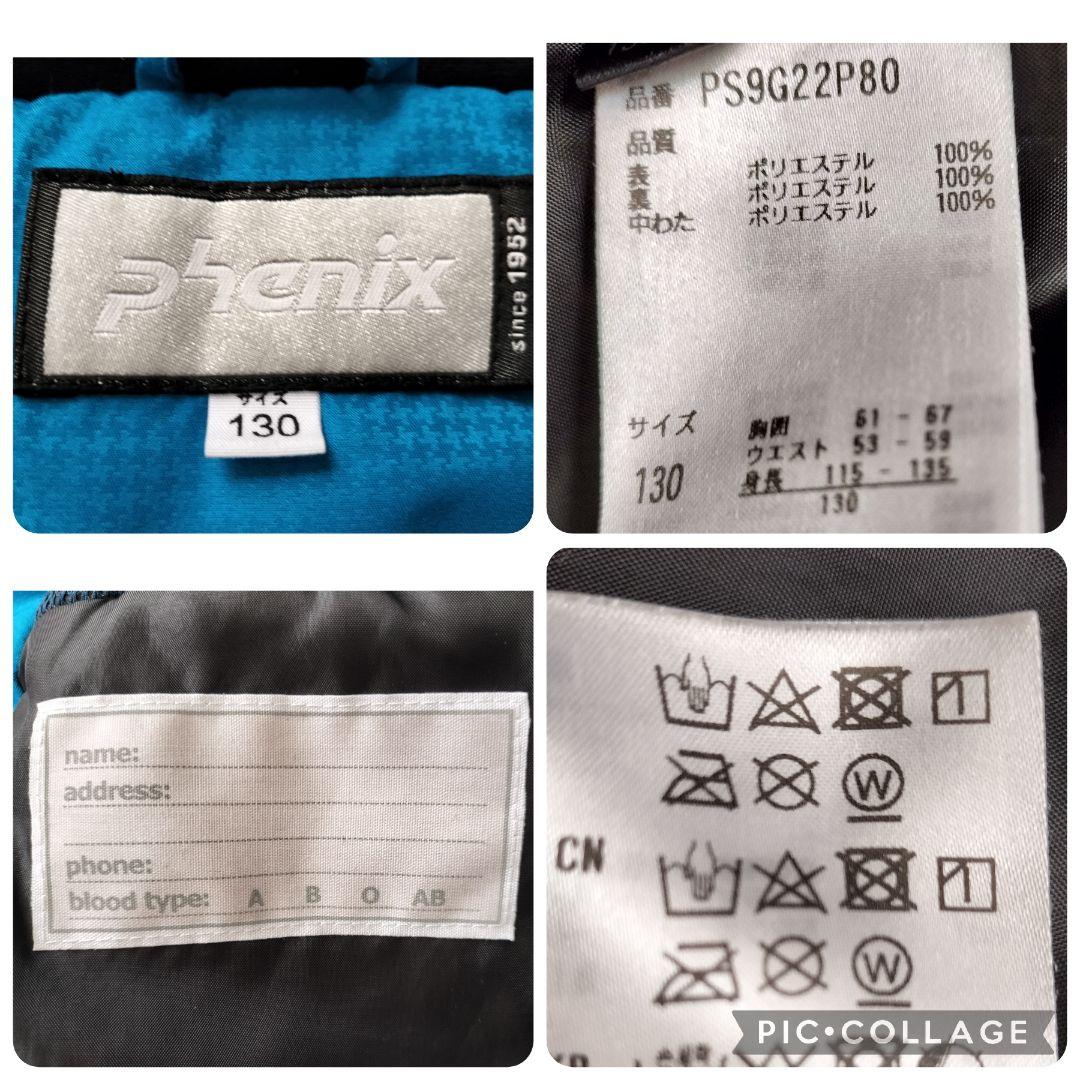 phenix
since 1952
サイズ
130
品番 PS9G22P80
品質
表 ポリエステル 100%
裏 ポリエステル 100%
中わた ポリエステル 100%
サイズ 胸囲 61 - 67
ウエスト 53 - 59
130 身長 115 - 135
130
name:
address:
phone:
blood type: A B O AB
W
CN
W
PIC•COLLAGE